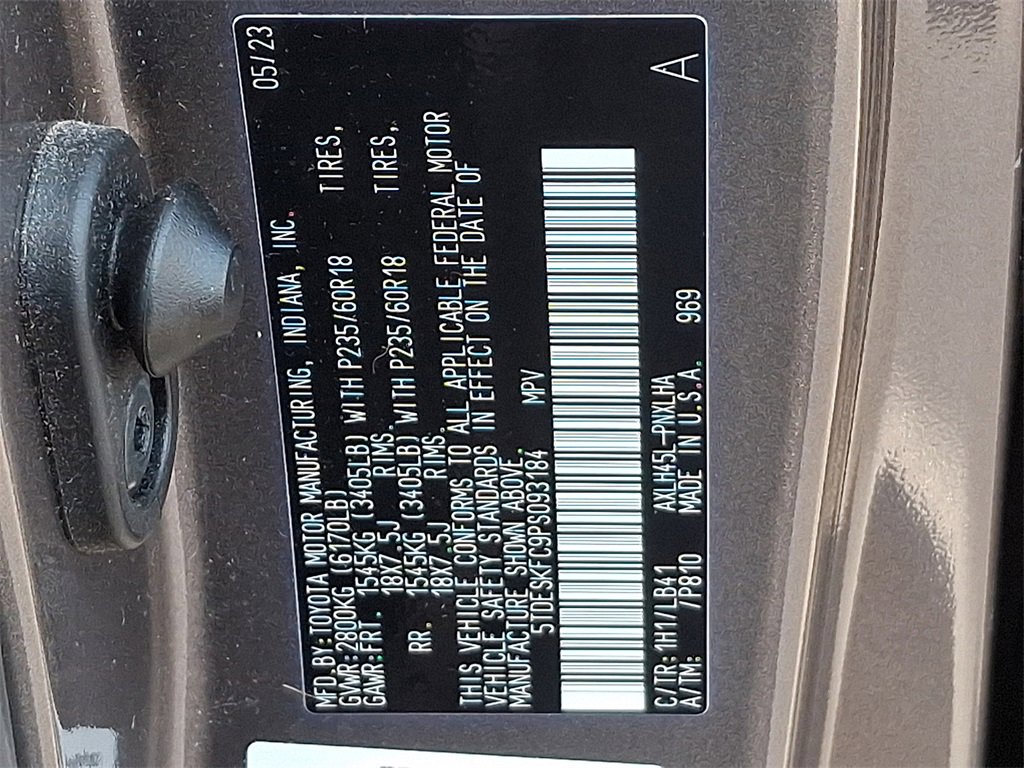 05/23
MFD.BY:TOYOTA MOTOR MANUFACTURING, INDIANA, INC.
GVWR:2800KG (6170LB)
GAWR:FRT. 1545KG (3405LB) WITH P235/60R18 TIRES,
18X7.5J RIMS.
RR. 1545KG (3405LB) WITH P235/60R18 TIRES,
18X7.5J RIMS.
THIS VEHICLE CONFORMS TO ALL APPLICABLE FEDERAL MOTOR
VEHICLE SAFETY STANDARDS IN EFFECT ON THE DATE OF
MANUFACTURE SHOWN ABOVE.
5TDESKFC9PS093184 MPV
C/TR:1H17/LB41 AXLH45L-PNXLHA 969
A/TM: /P810 MADE IN U.S.A.
A